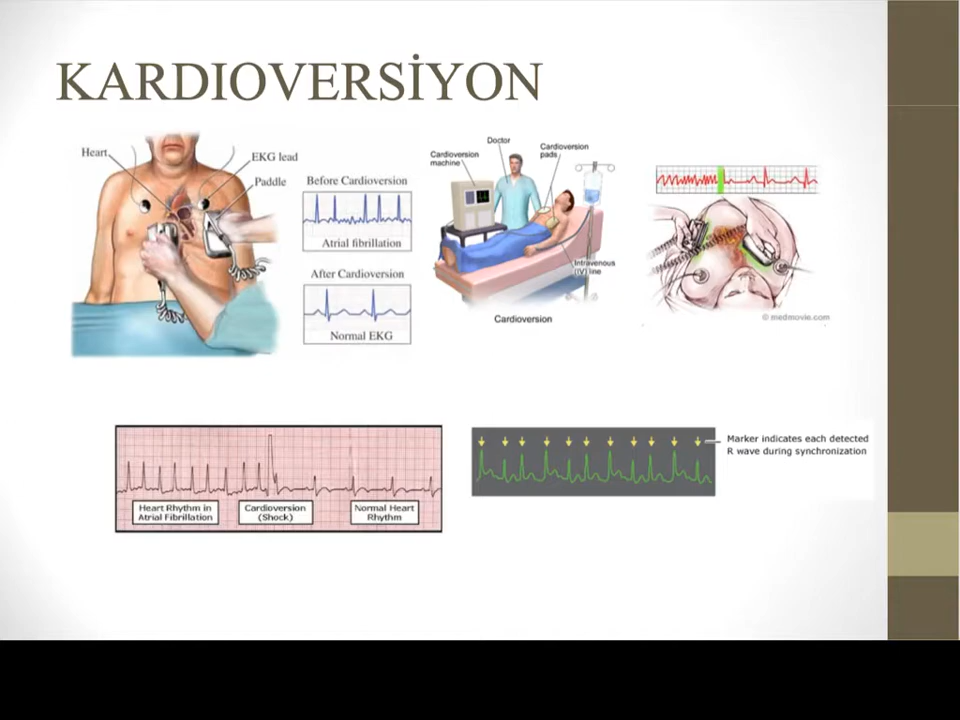 KARDIOVERSİYON
Heart
EKG lead
Paddle
Before Cardioversion
Atrial fibrillation
After Cardioversion
Normal EKG
Doctor
Cardioversion
machine
Cardioversion
pads
Intravenous
(IV) line
Cardioversion
© medmovie.com
Heart Rhythm in
Atrial Fibrillation
Cardioversion
(Shock)
Normal Heart
Rhythm
Marker indicates each detected
R wave during synchronization